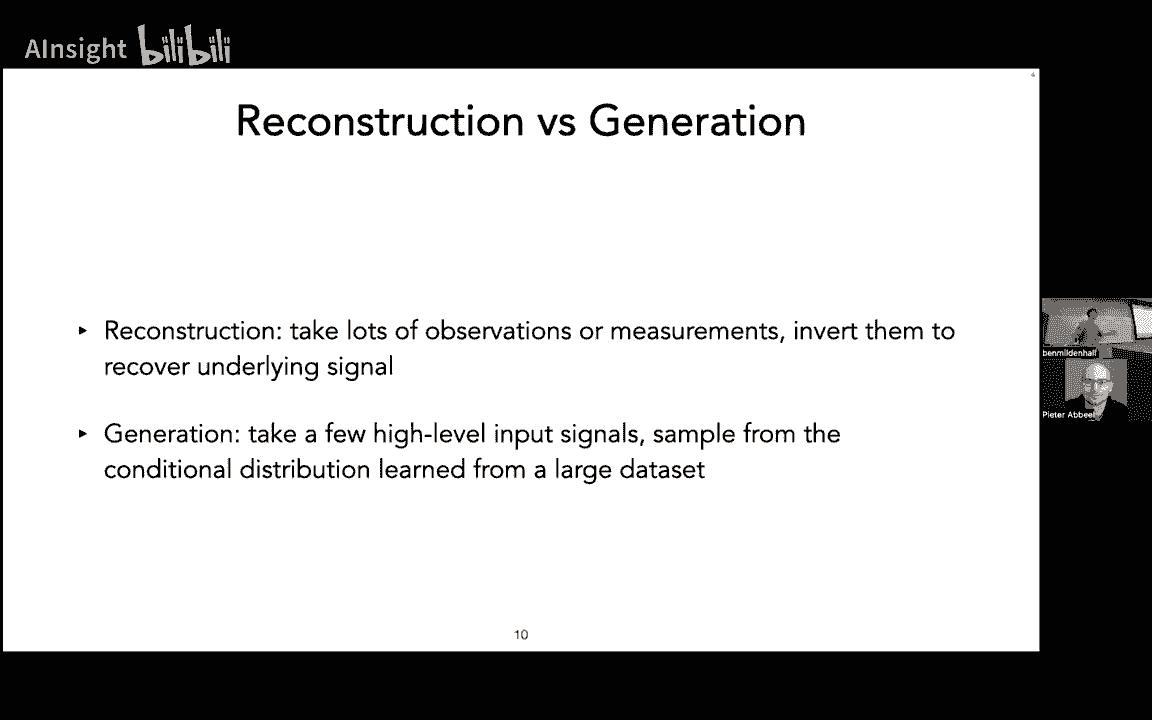 AInsight bilibili
4
Reconstruction vs Generation
▸ Reconstruction: take lots of observations or measurements, invert them to
recover underlying signal
▸ Generation: take a few high-level input signals, sample from the
conditional distribution learned from a large dataset
10
benmildenhall
Pieter Abbeel